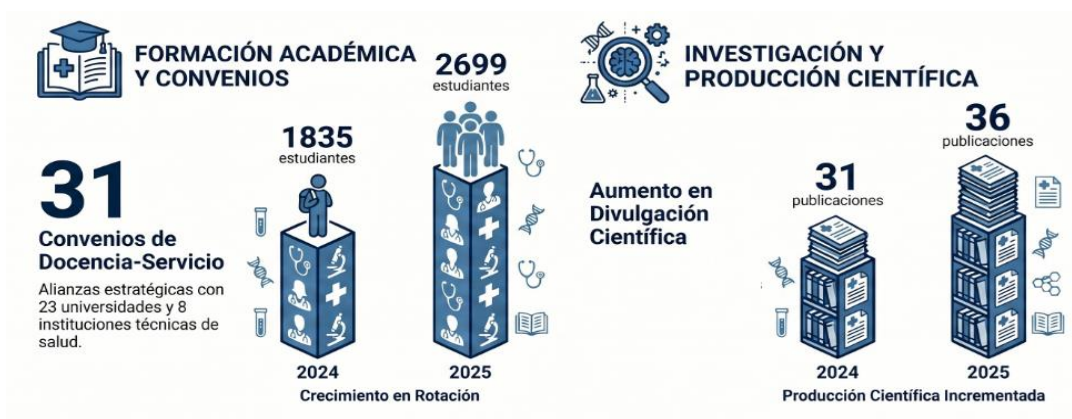 FORMACIÓN ACADÉMICA
Y CONVENIOS
31
Convenios de
Docencia-Servicio
Alianzas estratégicas con
23 universidades y 8
instituciones técnicas de
salud.
1835
estudiantes
2024
2699
estudiantes
2025
Crecimiento en Rotación
INVESTIGACIÓN Y
PRODUCCIÓN CIENTÍFICA
Aumento en
Divulgación
Científica
31
publicaciones
2024
36
publicaciones
2025
Producción Científica Incrementada